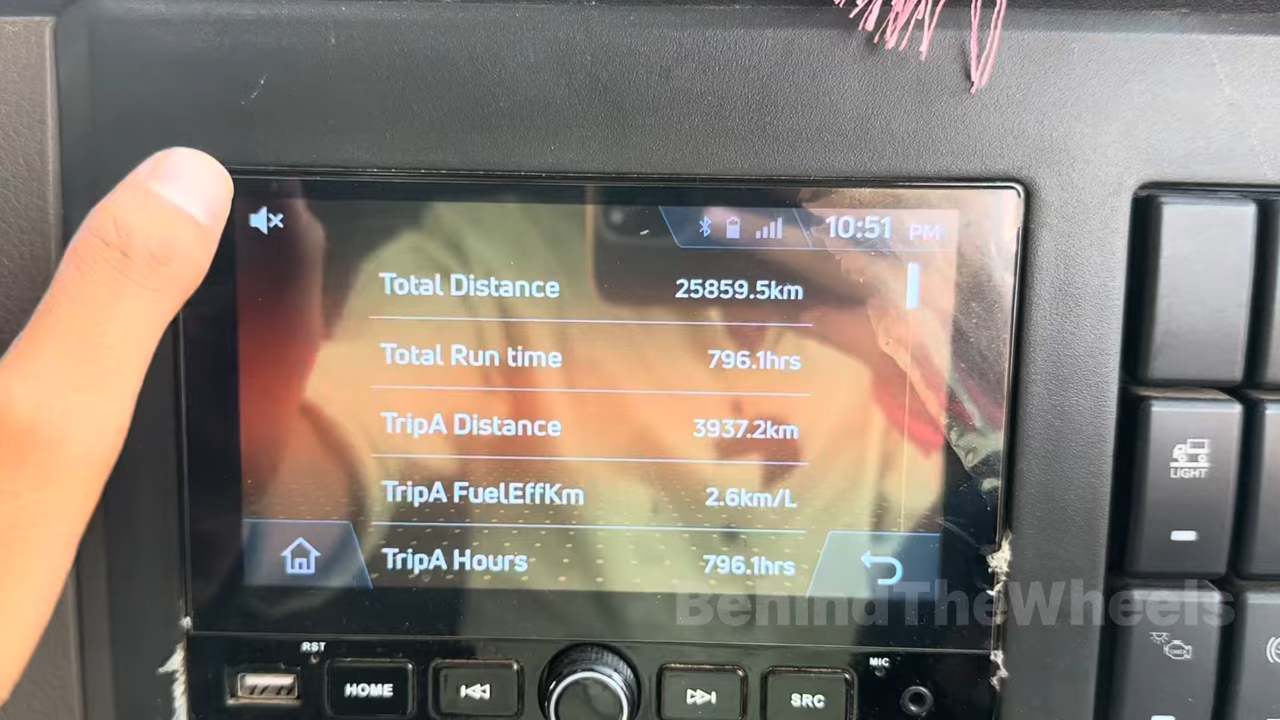 10:51 PM
Total Distance 25859.5km
Total Run time 796.1hrs
TripA Distance 3937.2km
TripA FuelEffKm 2.6km/L
TripA Hours 796.1hrs
LIGHT
BehindTheWheels
RST
MIC
HOME
SRC
CHECK